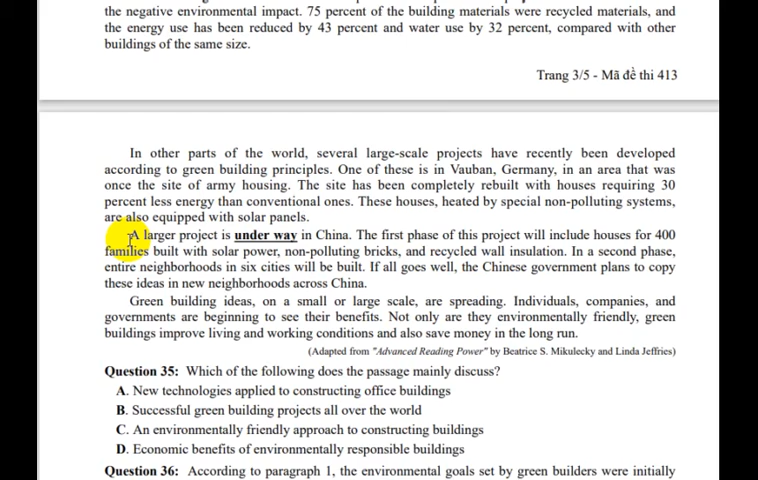 the negative environmental impact. 75 percent of the building materials were recycled materials, and
the energy use has been reduced by 43 percent and water use by 32 percent, compared with other
buildings of the same size.
Trang 3/5 - Mã đề thi 413
In other parts of the world, several large-scale projects have recently been developed
according to green building principles. One of these is in Vauban, Germany, in an area that was
once the site of army housing. The site has been completely rebuilt with houses requiring 30
percent less energy than conventional ones. These houses, heated by special non-polluting systems,
are also equipped with solar panels.
A larger project is under way in China. The first phase of this project will include houses for 400
families built with solar power, non-polluting bricks, and recycled wall insulation. In a second phase,
entire neighborhoods in six cities will be built. If all goes well, the Chinese government plans to copy
these ideas in new neighborhoods across China.
Green building ideas, on a small or large scale, are spreading. Individuals, companies, and
governments are beginning to see their benefits. Not only are they environmentally friendly, green
buildings improve living and working conditions and also save money in the long run.
(Adapted from "Advanced Reading Power" by Beatrice S. Mikulecky and Linda Jeffries)
Question 35: Which of the following does the passage mainly discuss?
A. New technologies applied to constructing office buildings
B. Successful green building projects all over the world
C. An environmentally friendly approach to constructing buildings
D. Economic benefits of environmentally responsible buildings
Question 36: According to paragraph 1, the environmental goals set by green builders were initially